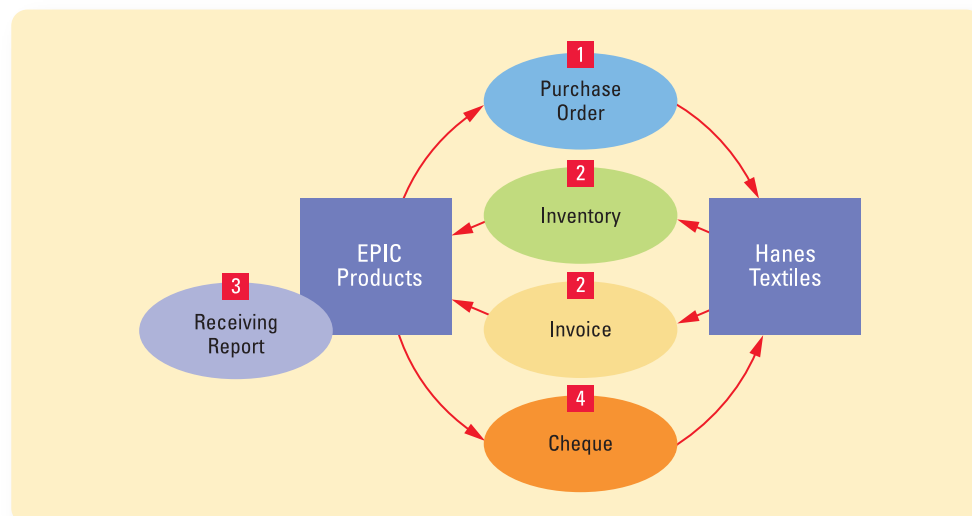 1
Purchase
Order
2
Inventory
EPIC
Products
Hanes
Textiles
3
Receiving
Report
2
Invoice
4
Cheque